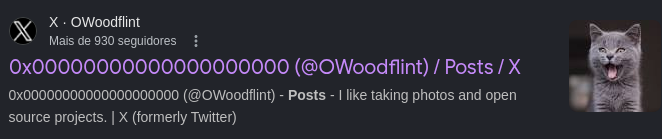 X · OWoodflint
Mais de 930 seguidores
0x00000000000000000000 (@OWoodflint) / Posts / X
0x00000000000000000000 (@OWoodflint) - Posts - I like taking photos and open
source projects. | X (formerly Twitter)